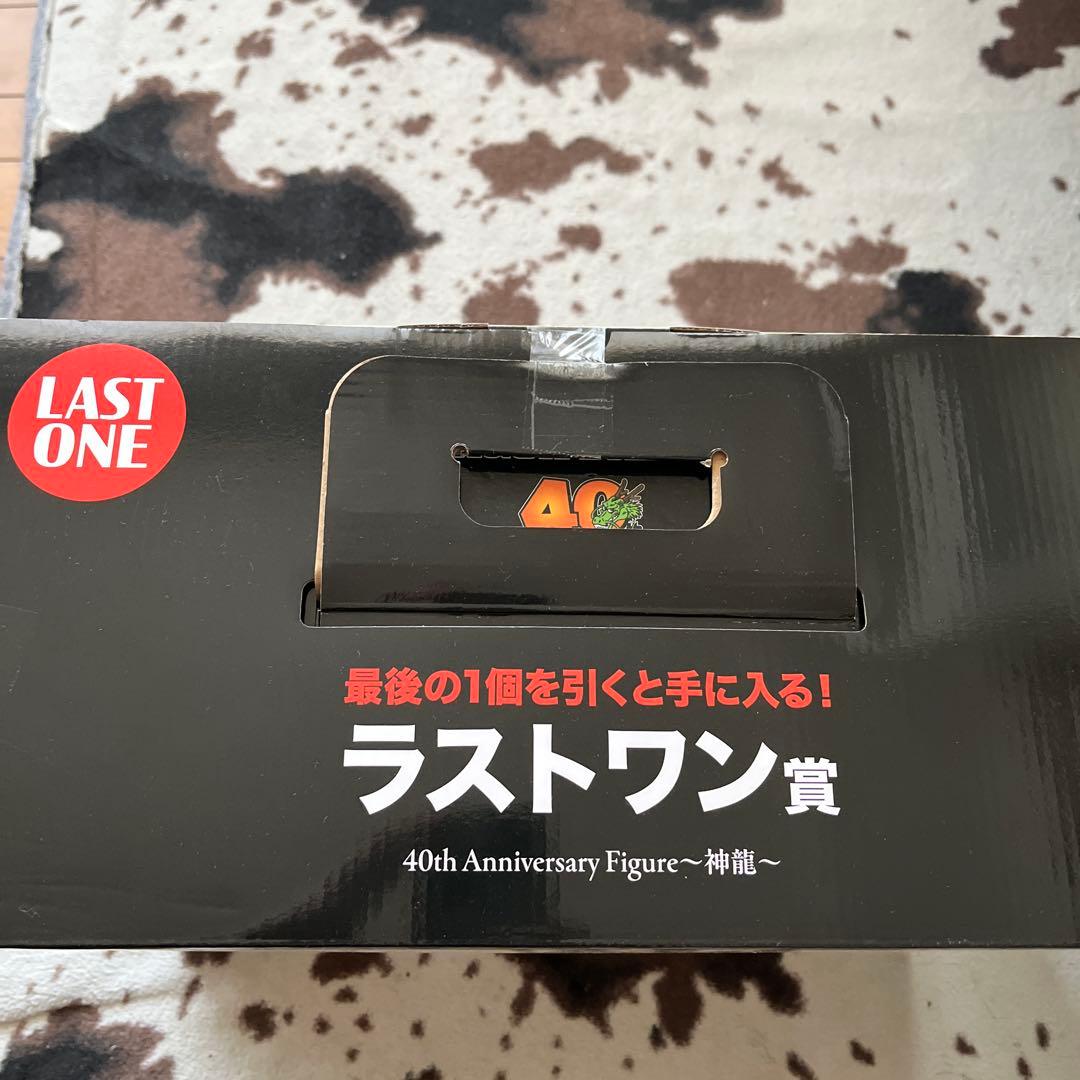 LAST
ONE
40
最後の1個を引くと手に入る!
ラストワン賞
40th Anniversary Figure～神龍～